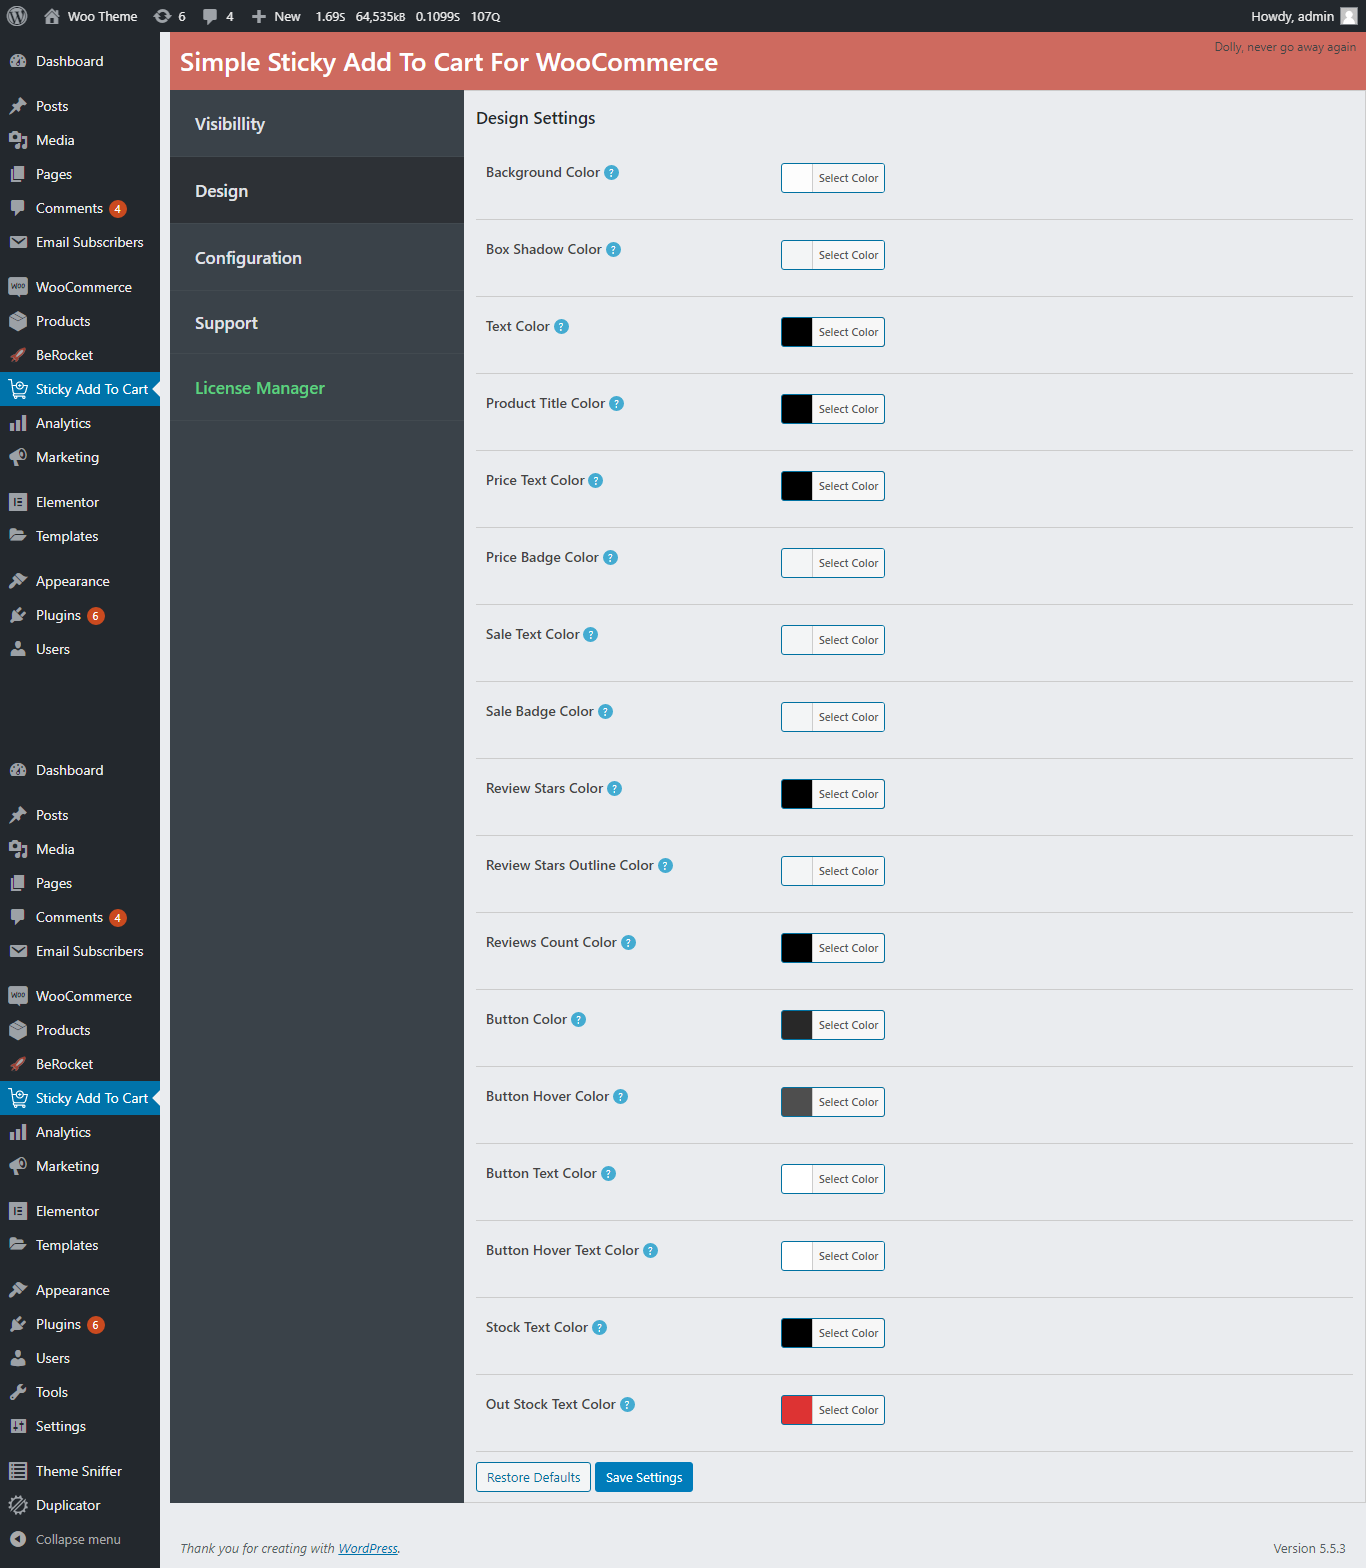 Woo Theme 6 4 New 1.69S 64,535KB 0.1099S 107Q Howdy, admin
Dolly, never go away again
Simple Sticky Add To Cart For WooCommerce
Dashboard
Posts
Media
Pages
Comments 4
Email Subscribers
WooCommerce
Products
BeRocket
Sticky Add To Cart
Analytics
Marketing
Elementor
Templates
Appearance
Plugins 6
Users
Dashboard
Posts
Media
Pages
Comments 4
Email Subscribers
WooCommerce
Products
BeRocket
Sticky Add To Cart
Analytics
Marketing
Elementor
Templates
Appearance
Plugins 6
Users
Tools
Settings
Theme Sniffer
Duplicator
Collapse menu
Visibillity
Design
Configuration
Support
License Manager
Design Settings
Background Color ? Select Color
Box Shadow Color ? Select Color
Text Color ? Select Color
Product Title Color ? Select Color
Price Text Color ? Select Color
Price Badge Color ? Select Color
Sale Text Color ? Select Color
Sale Badge Color ? Select Color
Review Stars Color ? Select Color
Review Stars Outline Color ? Select Color
Reviews Count Color ? Select Color
Button Color ? Select Color
Button Hover Color ? Select Color
Button Text Color ? Select Color
Button Hover Text Color ? Select Color
Stock Text Color ? Select Color
Out Stock Text Color ? Select Color
Restore Defaults Save Settings
Thank you for creating with WordPress. Version 5.5.3